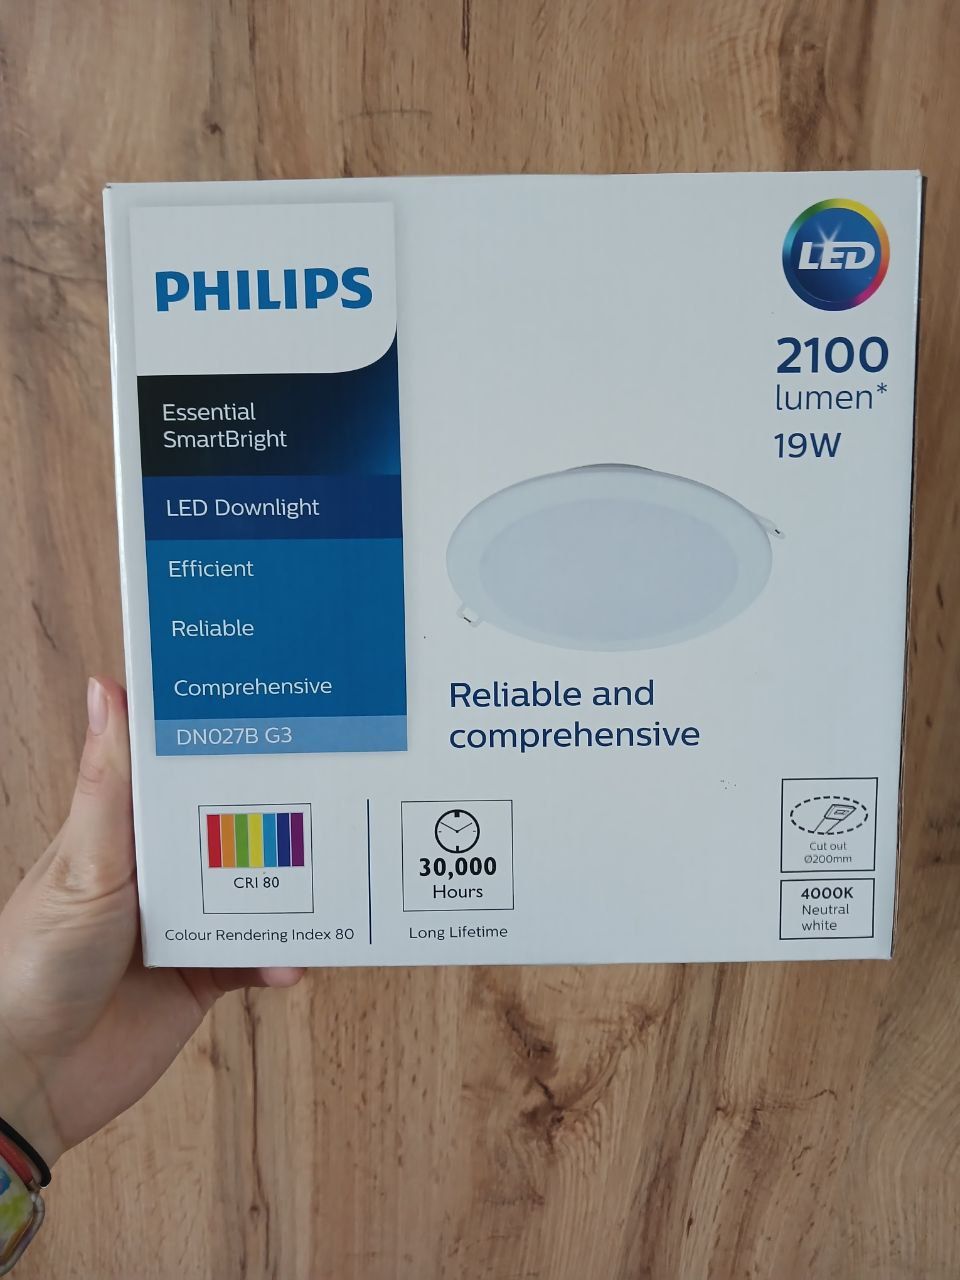 PHILIPS
Essential
SmartBright
LED Downlight
Efficient
Reliable
Comprehensive
DN027B G3
LED
2100
lumen*
19W
Reliable and
comprehensive
CRI 80
Colour Rendering Index 80
30,000
Hours
Long Lifetime
Cut out
Ø200mm
4000K
Neutral
white